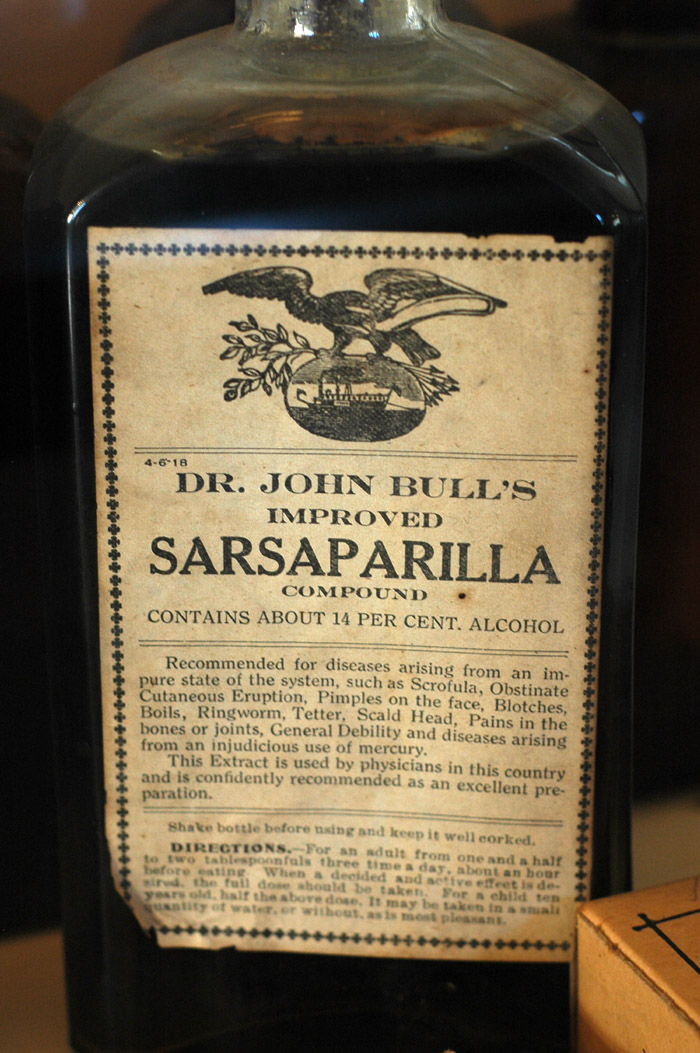 4-6-18
DR. JOHN BULL'S
IMPROVED
SARSAPARILLA
COMPOUND
CONTAINS ABOUT 14 PER CENT. ALCOHOL
Recommended for diseases arising from an im-
pure state of the system, such as Scrofula, Obstinate
Cutaneous Eruption, Pimples on the face, Blotches,
Boils, Ringworm, Tetter, Scald Head, Pains in the
bones or joints, General Debility and diseases arising
from an injudicious use of mercury.
This Extract is used by physicians in this country
and is confidently recommended as an excellent pre-
paration.
Shake bottle before using and keep it well corked.
DIRECTIONS.—For an adult from one and a half
to two tablespoonfuls three time a day, about an hour
before eating. When a decided and active effect is de-
sired, the full dose should be taken. For a child ten
years old, half the above dose. It may be taken in a small
quantity of water, or without, as is most pleasant.